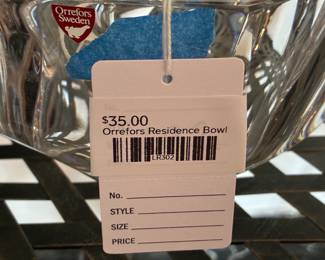 Orrefors
Sweden
$35.00
Orrefors Residence Bowl
LR302
No.
STYLE
SIZE
PRICE